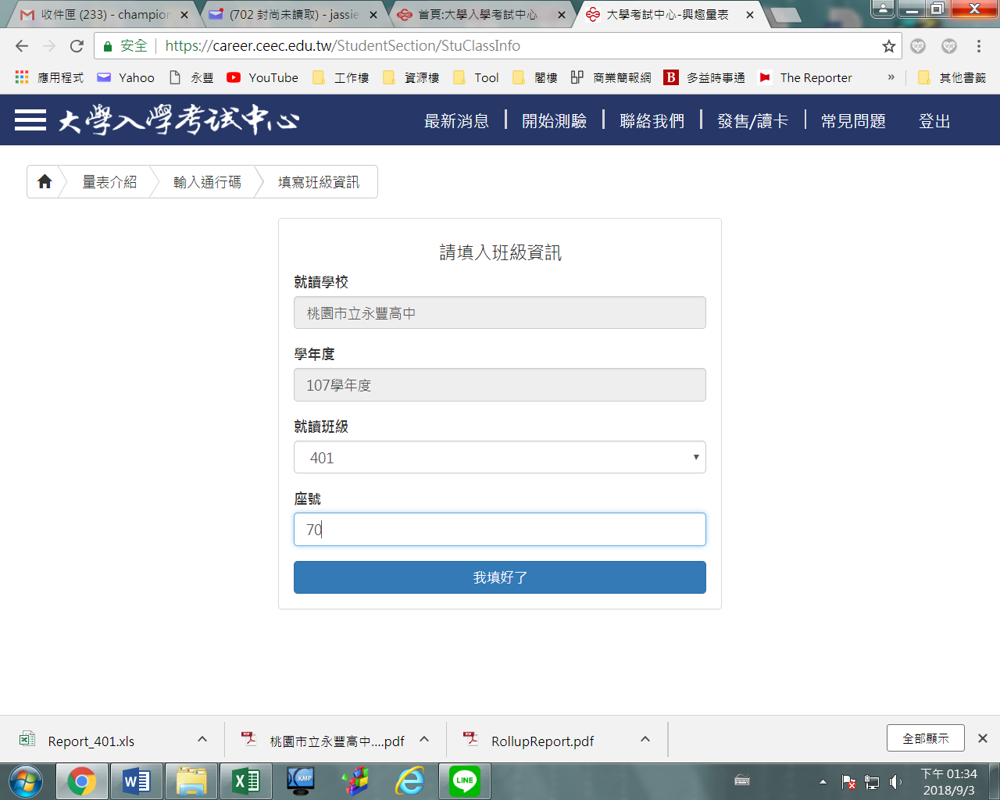 收件匣 (233) - champion
(702 封尚未讀取) - jassie
首頁:大學入學考試中心
大學考試中心-興趣量表
安全
https://career.ceec.edu.tw/StudentSection/StuClassInfo
應用程式
Yahoo
永豐
YouTube
工作樓
資源樓
Tool
閣樓
商業簡報網
B
多益時事通
The Reporter
»
其他書籤
大學入學考試中心
最新消息
開始測驗
聯絡我們
發售/讀卡
常見問題
登出
量表介紹
輸入通行碼
填寫班級資訊
請填入班級資訊
就讀學校
桃園市立永豐高中
學年度
107學年度
就讀班級
401
座號
70
我填好了
Report_401.xls
桃園市立永豐高中....pdf
RollupReport.pdf
全部顯示
KMP
LINE
下午 01:34
2018/9/3